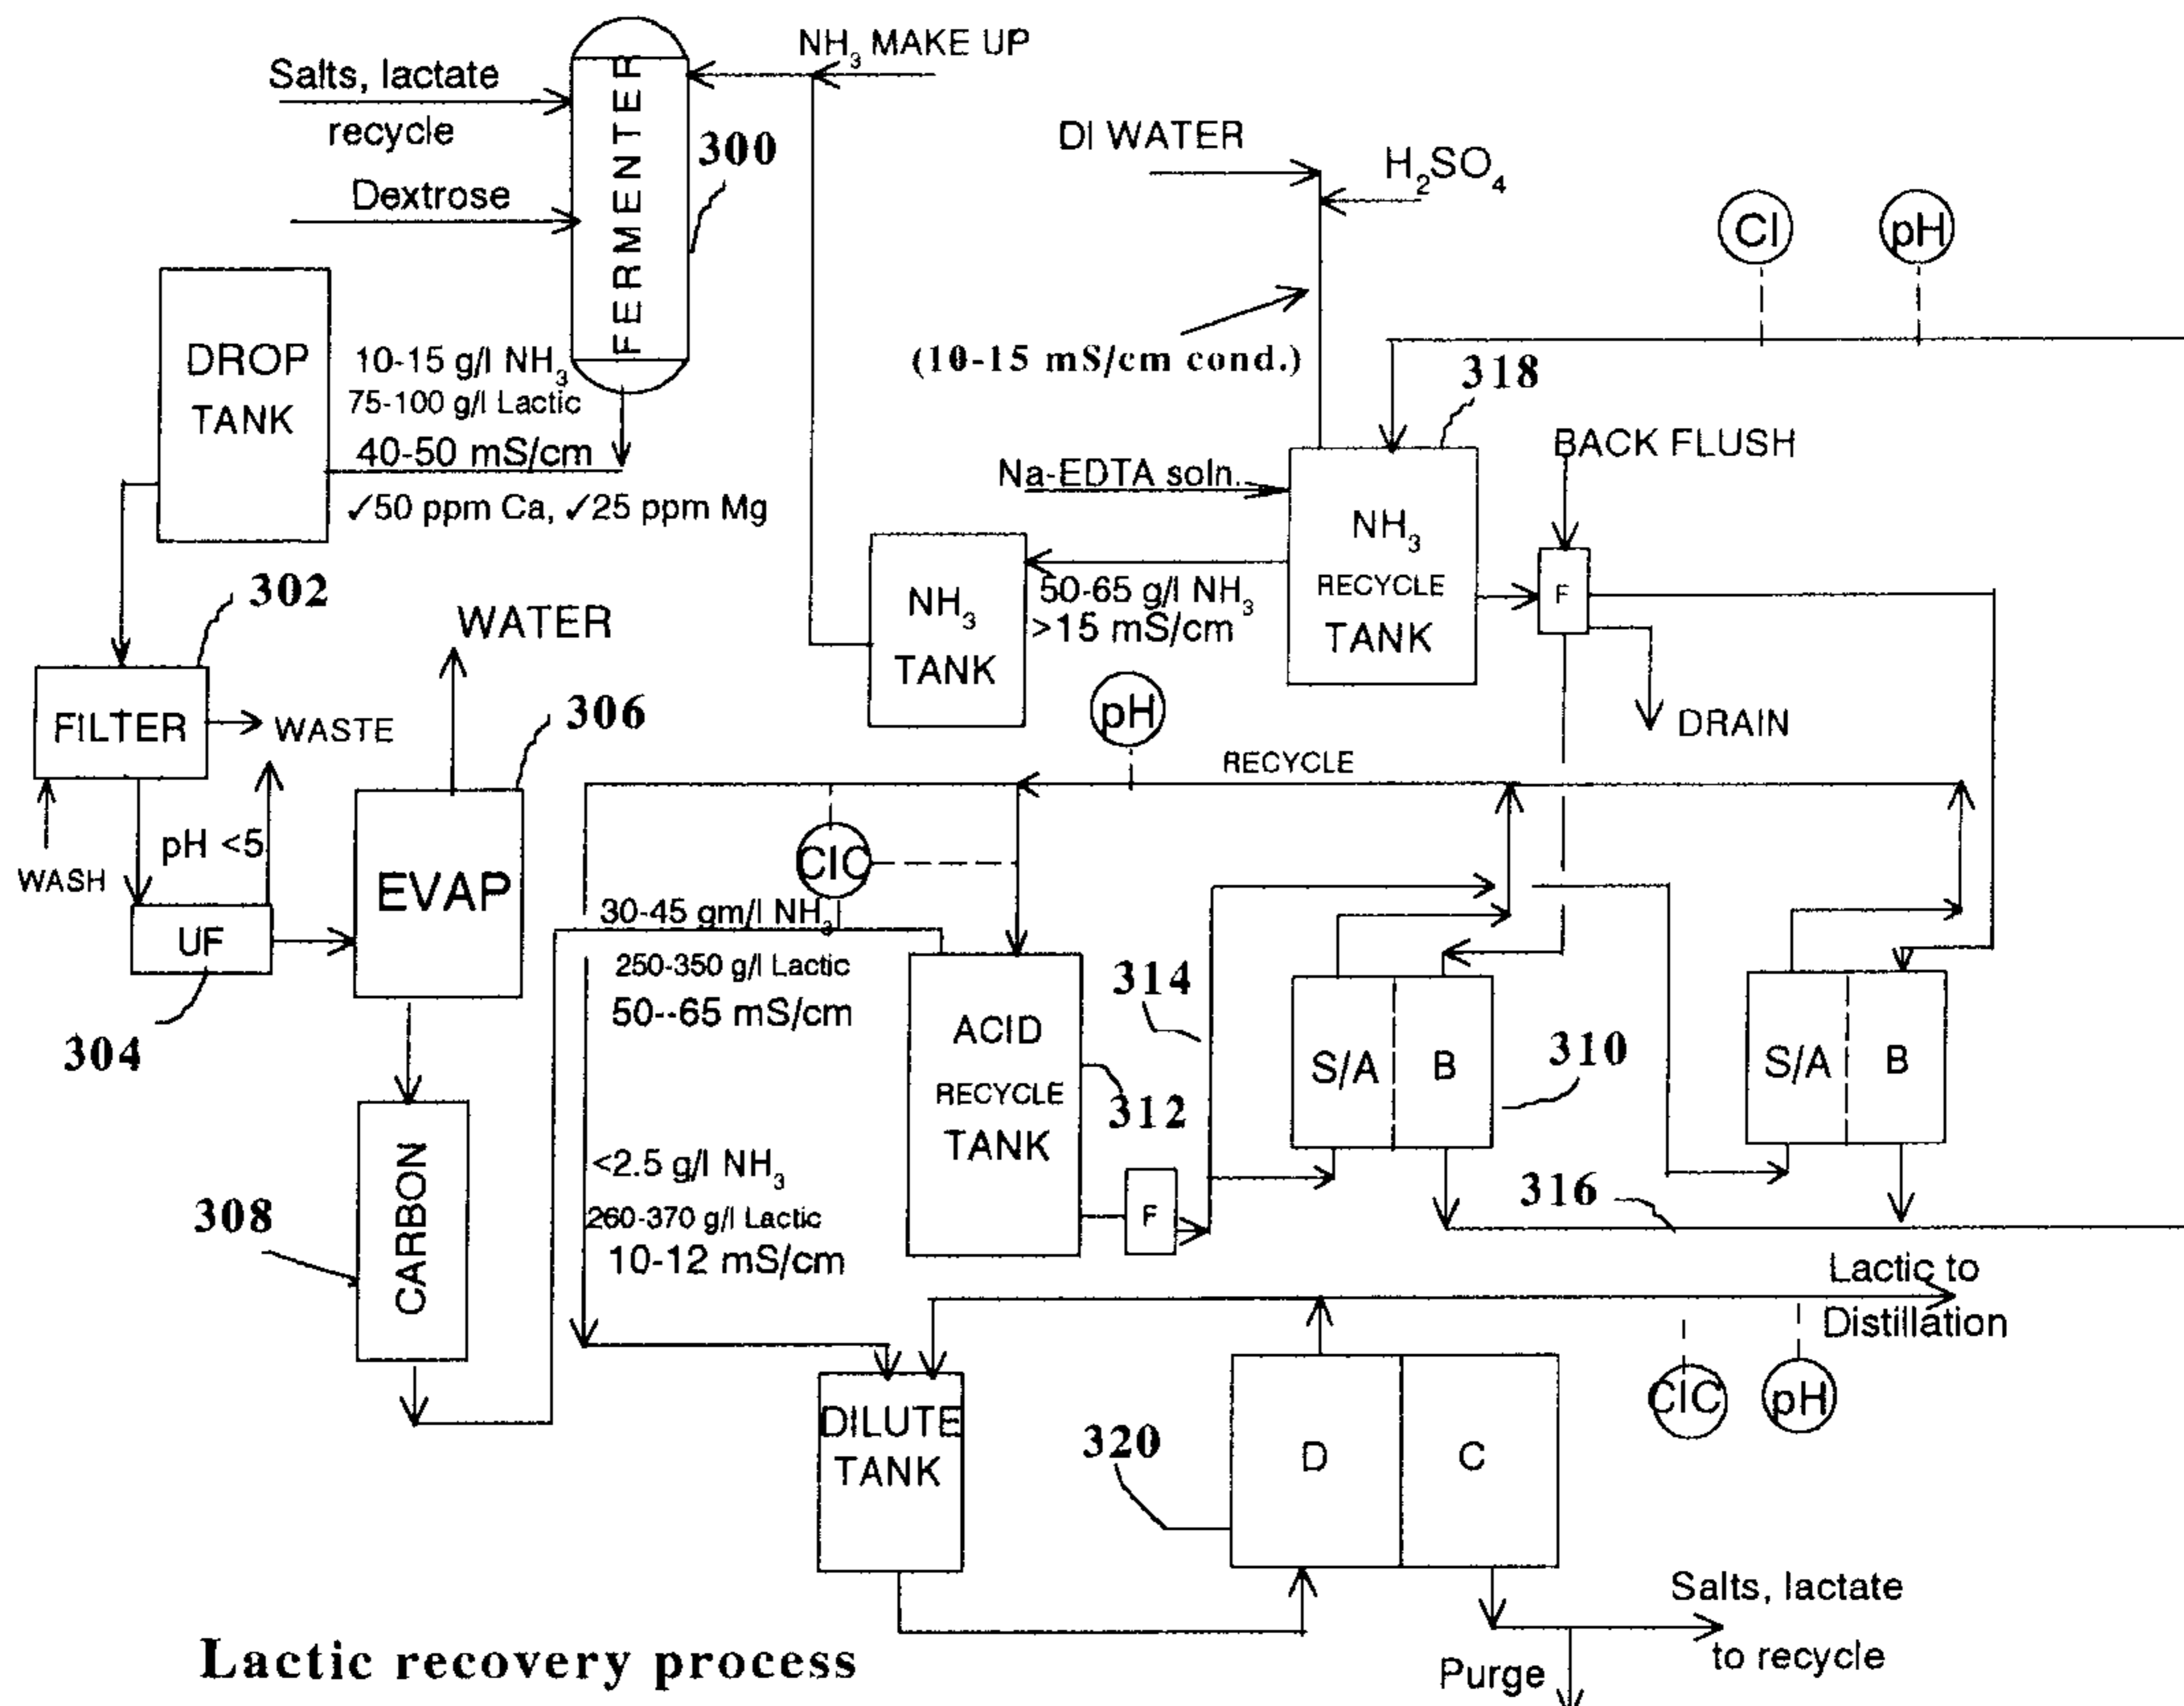 NH3 MAKE UP
Salts, lactate
recycle
FERMENTER
300
Dextrose
DI WATER
H2SO4
CI
pH
(10-15 mS/cm cond.)
318
DROP
TANK
10-15 g/l NH3
75-100 g/l Lactic
40-50 mS/cm
✓50 ppm Ca, ✓25 ppm Mg
Na-EDTA soln.
BACK FLUSH
NH3
RECYCLE
TANK
F
50-65 g/l NH3
>15 mS/cm
NH3
TANK
DRAIN
302
WATER
FILTER
WASTE
306
pH
RECYCLE
WASH
pH <5
UF
304
EVAP
CIC
30-45 gm/l NH3
250-350 g/l Lactic
50--65 mS/cm
ACID
RECYCLE
TANK
312
314
S/A
B
310
S/A
B
308
CARBON
<2.5 g/l NH3
260-370 g/l Lactic
10-12 mS/cm
F
316
Lactic to
Distillation
DILUTE
TANK
320
D
C
CIC
pH
Salts, lactate
to recycle
Purge
Lactic recovery process